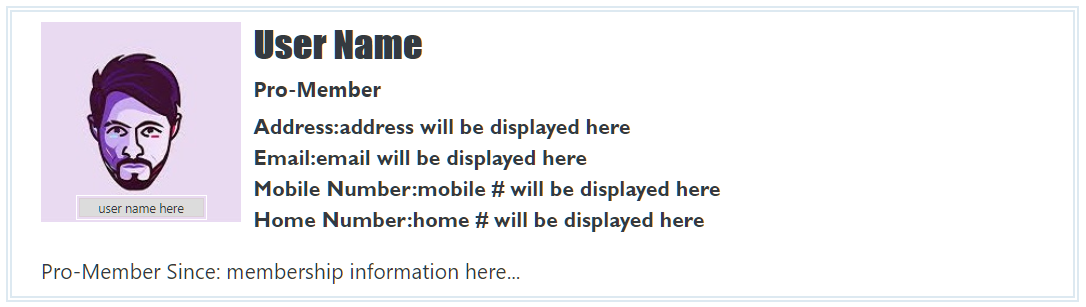 User Name
Pro-Member
Address:address will be displayed here
Email:email will be displayed here
Mobile Number:mobile # will be displayed here
Home Number:home # will be displayed here
user name here
Pro-Member Since: membership information here...